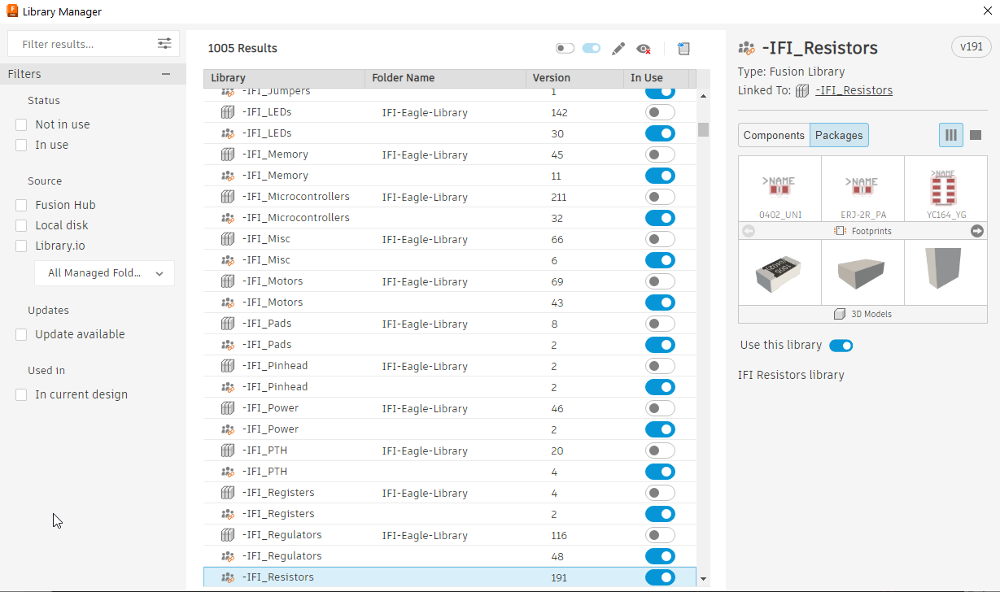 Library Manager
Filter results...
Filters
Status
Not in use
In use
Source
Fusion Hub
Local disk
Library.io
All Managed Fold...
Updates
Update available
Used in
In current design
1005 Results
Library Folder Name Version In Use
-IFI_Jumpers 1
-IFI_LEDs IFI-Eagle-Library 142
-IFI_LEDs 30
-IFI_Memory IFI-Eagle-Library 45
-IFI_Memory 11
-IFI_Microcontrollers IFI-Eagle-Library 211
-IFI_Microcontrollers 32
-IFI_Misc IFI-Eagle-Library 66
-IFI_Misc 6
-IFI_Motors IFI-Eagle-Library 69
-IFI_Motors 43
-IFI_Pads IFI-Eagle-Library 8
-IFI_Pads 2
-IFI_Pinhead IFI-Eagle-Library 2
-IFI_Pinhead 2
-IFI_Power IFI-Eagle-Library 46
-IFI_Power 2
-IFI_PTH IFI-Eagle-Library 20
-IFI_PTH 4
-IFI_Registers IFI-Eagle-Library 4
-IFI_Registers 2
-IFI_Regulators IFI-Eagle-Library 116
-IFI_Regulators 48
-IFI_Resistors 191
-IFI_Resistors v191
Type: Fusion Library
Linked To: -IFI_Resistors
Components Packages
>NAME >NAME >NAME
0402_UNI ERJ-2R_PA YC164_YG
Footprints
1005
(0402)
3D Models
Use this library
IFI Resistors library